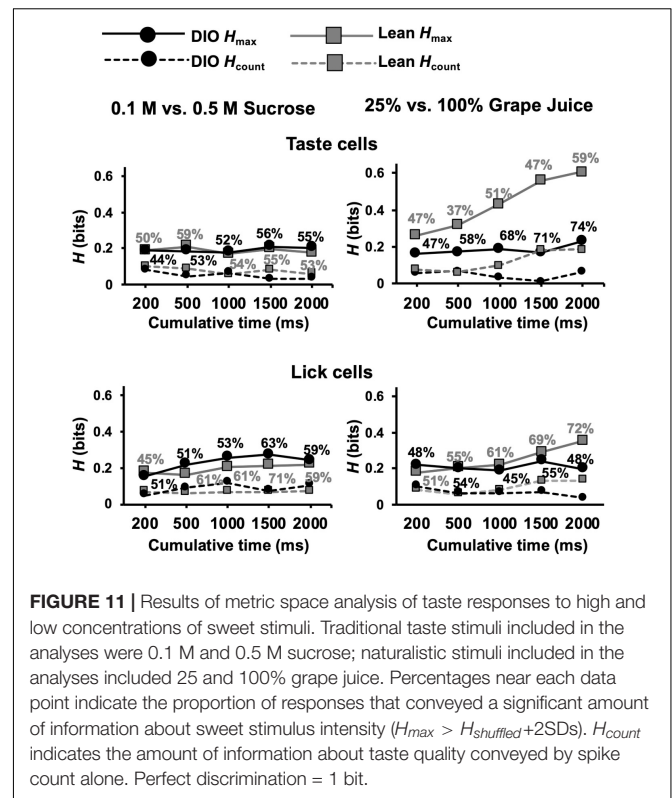 DIO Hmax Lean Hmax
DIO Hcount Lean Hcount
0.1 M vs. 0.5 M Sucrose 25% vs. 100% Grape Juice
Taste cells
H (bits)
0.6
0.4
0.2
0
50% 59% 52% 56% 55%
44% 53% 54% 55% 53%
200 500 1000 1500 2000
Cumulative time (ms)
H (bits)
0.6
0.4
0.2
0
47% 37% 51% 47% 59%
47% 58% 68% 71% 74%
200 500 1000 1500 2000
Cumulative time (ms)
Lick cells
H (bits)
0.6
0.4
0.2
0
45% 51% 53% 63% 59%
51% 61% 61% 71% 59%
200 500 1000 1500 2000
Cumulative time (ms)
H (bits)
0.6
0.4
0.2
0
48% 55% 61% 69% 72%
51% 54% 45% 55% 48%
200 500 1000 1500 2000
Cumulative time (ms)
FIGURE 11 | Results of metric space analysis of taste responses to high and
low concentrations of sweet stimuli. Traditional taste stimuli included in the
analyses were 0.1 M and 0.5 M sucrose; naturalistic stimuli included in the
analyses included 25 and 100% grape juice. Percentages near each data
point indicate the proportion of responses that conveyed a significant amount
of information about sweet stimulus intensity (Hmax > Hshuffled+2SDs). Hcount
indicates the amount of information about taste quality conveyed by spike
count alone. Perfect discrimination = 1 bit.